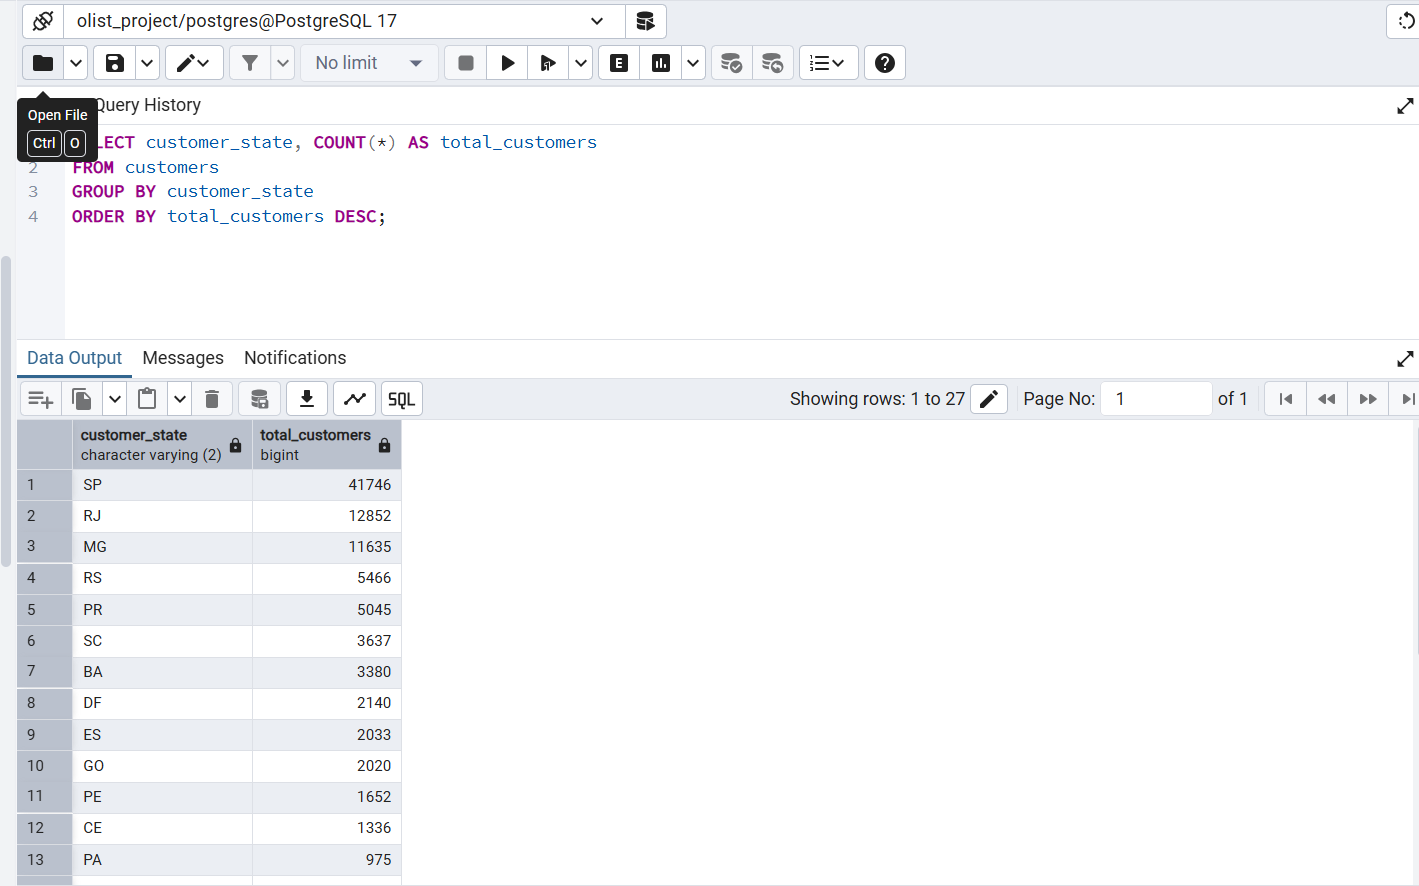 olist_project/postgres@PostgreSQL 17
No limit
E
Open File
Query History
Ctrl O
LECT customer_state, COUNT(*) AS total_customers
2 FROM customers
3 GROUP BY customer_state
4 ORDER BY total_customers DESC;
Data Output Messages Notifications
SQL Showing rows: 1 to 27 Page No: 1 of 1
customer_state total_customers
character varying (2) bigint
1 SP 41746
2 RJ 12852
3 MG 11635
4 RS 5466
5 PR 5045
6 SC 3637
7 BA 3380
8 DF 2140
9 ES 2033
10 GO 2020
11 PE 1652
12 CE 1336
13 PA 975